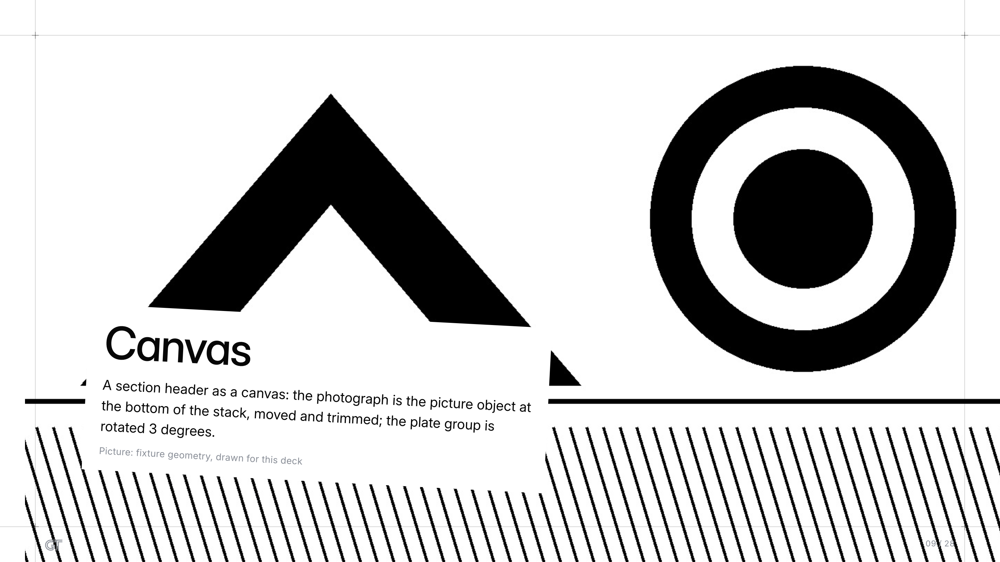 Canvas
A section header as a canvas: the photograph is the picture object at
the bottom of the stack, moved and trimmed; the plate group is
rotated 3 degrees.
Picture: fixture geometry, drawn for this deck
GT
09 / 28